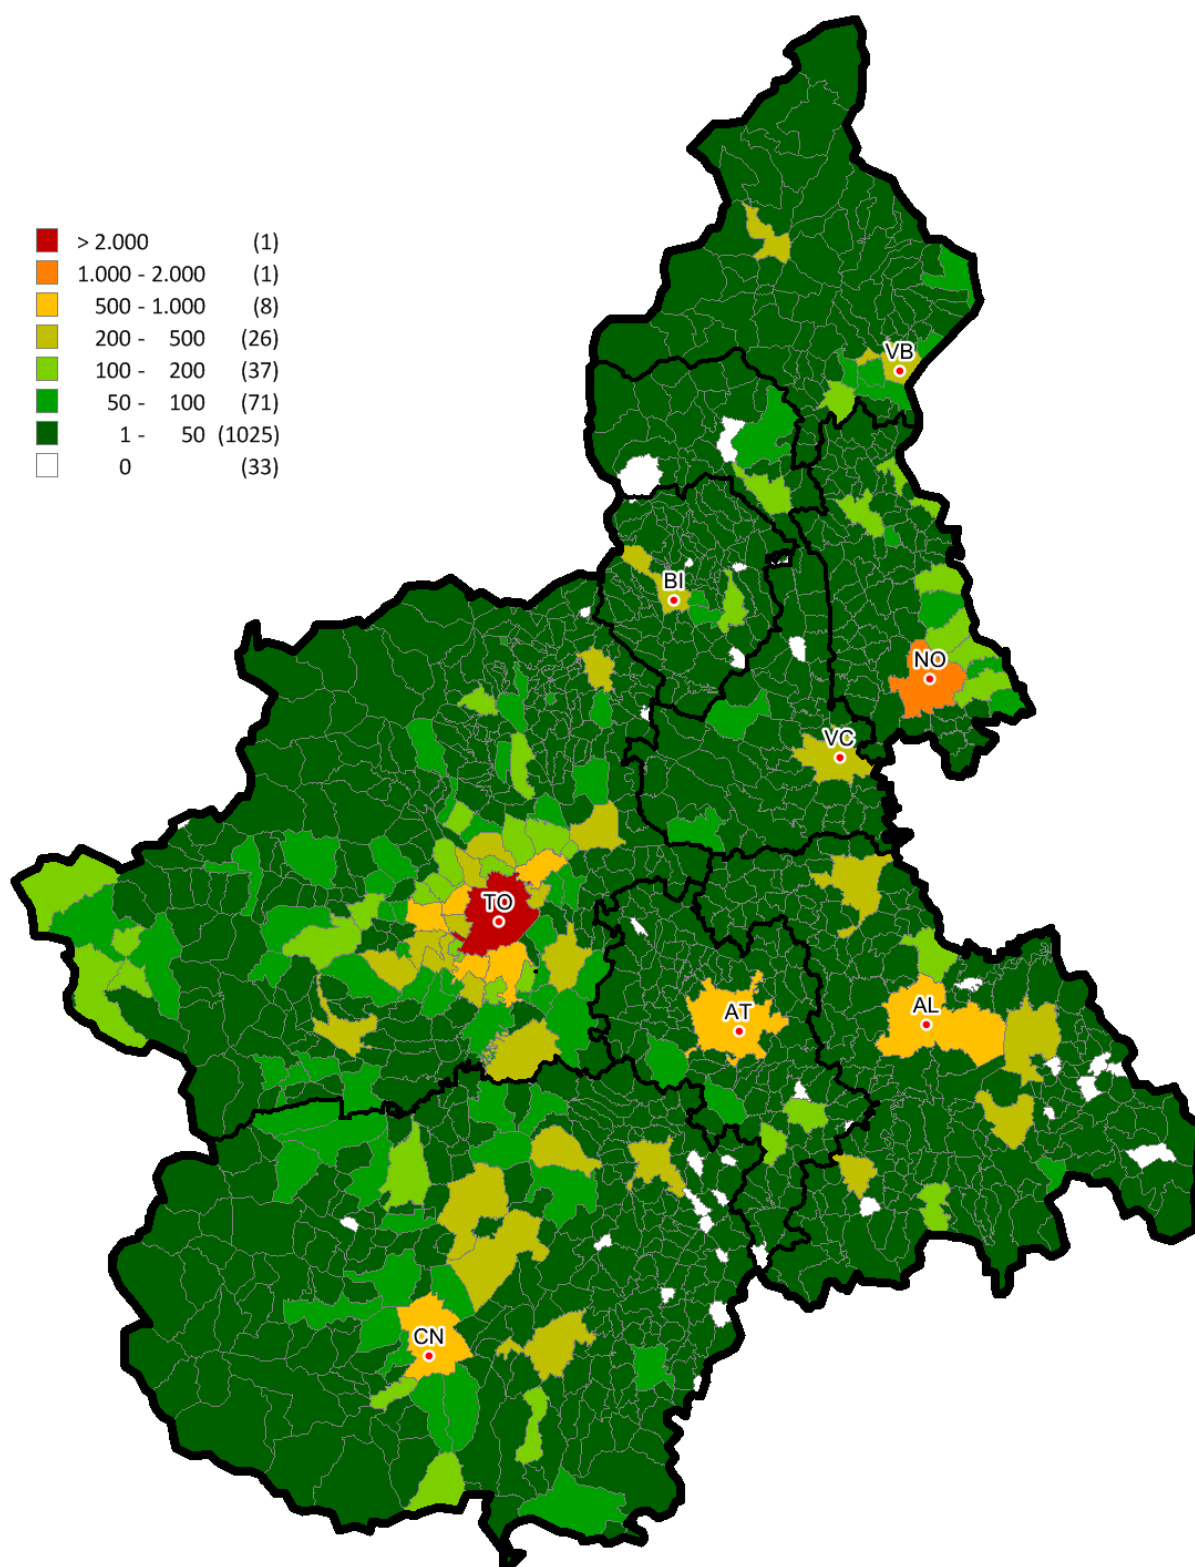 > 2.000 (1)
1.000 - 2.000 (1)
500 - 1.000 (8)
200 - 500 (26)
100 - 200 (37)
50 - 100 (71)
1 - 50 (1025)
0 (33)
VB
BI
NO
VC
TO
AT
AL
CN